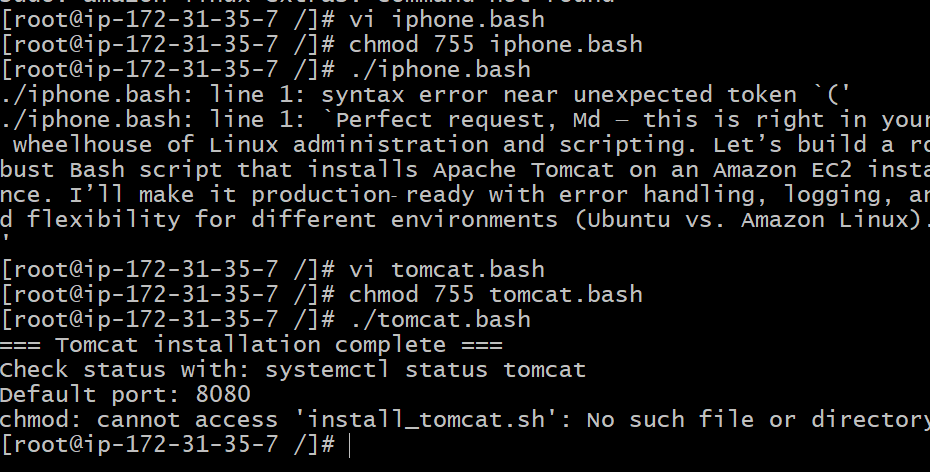 [root@ip-172-31-35-7 /]# vi iphone.bash
[root@ip-172-31-35-7 /]# chmod 755 iphone.bash
[root@ip-172-31-35-7 /]# ./iphone.bash
./iphone.bash: line 1: syntax error near unexpected token `('
./iphone.bash: line 1: `Perfect request, Md — this is right in your
wheelhouse of Linux administration and scripting. Let’s build a ro
bust Bash script that installs Apache Tomcat on an Amazon EC2 insta
nce. I’ll make it production-ready with error handling, logging, an
d flexibility for different environments (Ubuntu vs. Amazon Linux).
'
[root@ip-172-31-35-7 /]# vi tomcat.bash
[root@ip-172-31-35-7 /]# chmod 755 tomcat.bash
[root@ip-172-31-35-7 /]# ./tomcat.bash
=== Tomcat installation complete ===
Check status with: systemctl status tomcat
Default port: 8080
chmod: cannot access 'install_tomcat.sh': No such file or directory
[root@ip-172-31-35-7 /]#